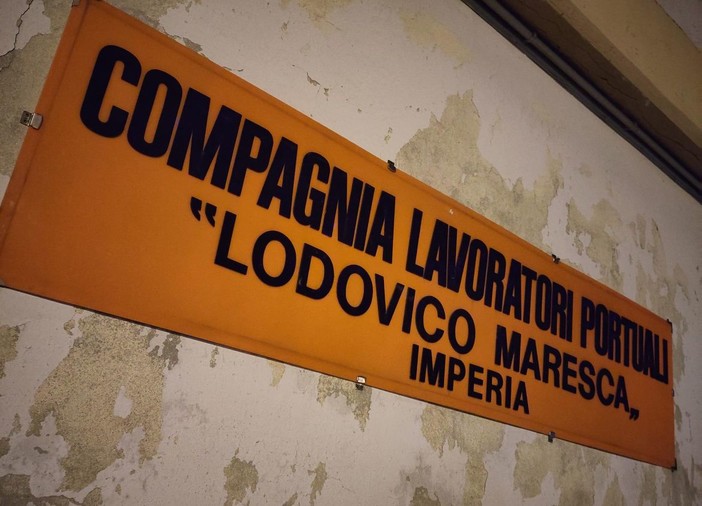 COMPAGNIA LAVORATORI PORTUALI
“LODOVICO MARESCA„
IMPERIA